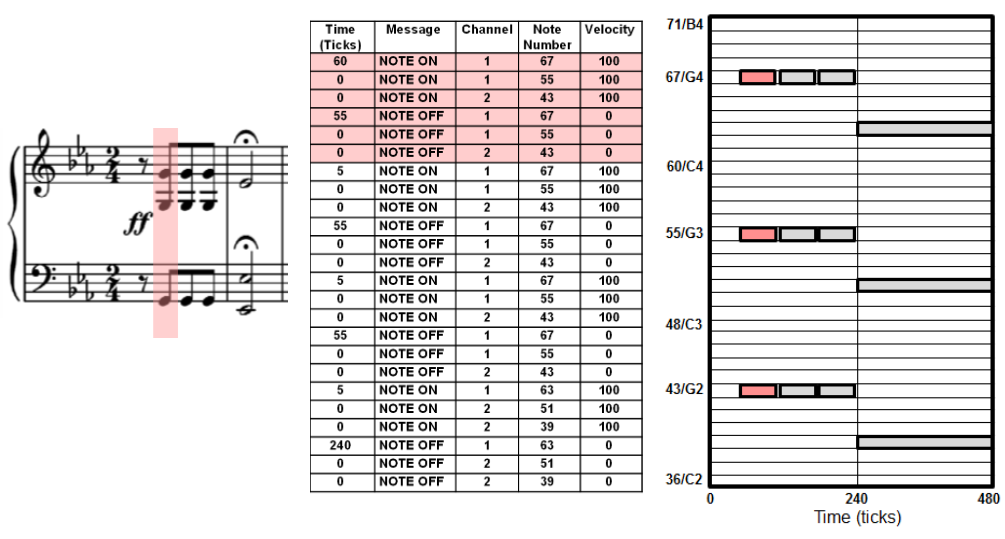 2
4
ff
2
4
Time Message Channel Note Velocity
(Ticks) Number
60 NOTE ON 1 67 100
0 NOTE ON 1 55 100
0 NOTE ON 2 43 100
55 NOTE OFF 1 67 0
0 NOTE OFF 1 55 0
0 NOTE OFF 2 43 0
5 NOTE ON 1 67 100
0 NOTE ON 1 55 100
0 NOTE ON 2 43 100
55 NOTE OFF 1 67 0
0 NOTE OFF 1 55 0
0 NOTE OFF 2 43 0
5 NOTE ON 1 67 100
0 NOTE ON 1 55 100
0 NOTE ON 2 43 100
55 NOTE OFF 1 67 0
0 NOTE OFF 1 55 0
0 NOTE OFF 2 43 0
5 NOTE ON 1 63 100
0 NOTE ON 2 51 100
0 NOTE ON 2 39 100
240 NOTE OFF 1 63 0
0 NOTE OFF 2 51 0
0 NOTE OFF 2 39 0
71/B4
67/G4
60/C4
55/G3
48/C3
43/G2
36/C2
0 240 480
Time (ticks)